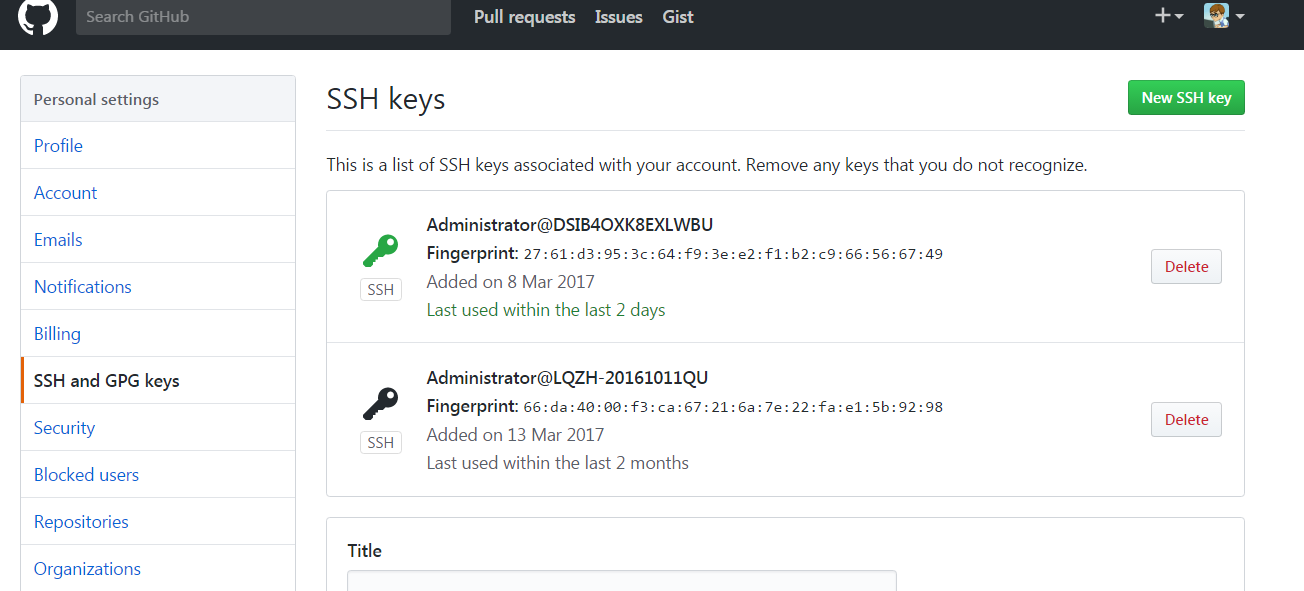 Search GitHub
Pull requests Issues Gist
Personal settings
Profile
Account
Emails
Notifications
Billing
SSH and GPG keys
Security
Blocked users
Repositories
Organizations
SSH keys
New SSH key
This is a list of SSH keys associated with your account. Remove any keys that you do not recognize.
Administrator@DSIB4OXK8EXLWBU
Fingerprint: 27:61:d3:95:3c:64:f9:3e:e2:f1:b2:c9:66:56:67:49
Added on 8 Mar 2017
Last used within the last 2 days
SSH
Delete
Administrator@LQZH-20161011QU
Fingerprint: 66:da:40:00:f3:ca:67:21:6a:7e:22:fa:e1:5b:92:98
Added on 13 Mar 2017
Last used within the last 2 months
SSH
Delete
Title